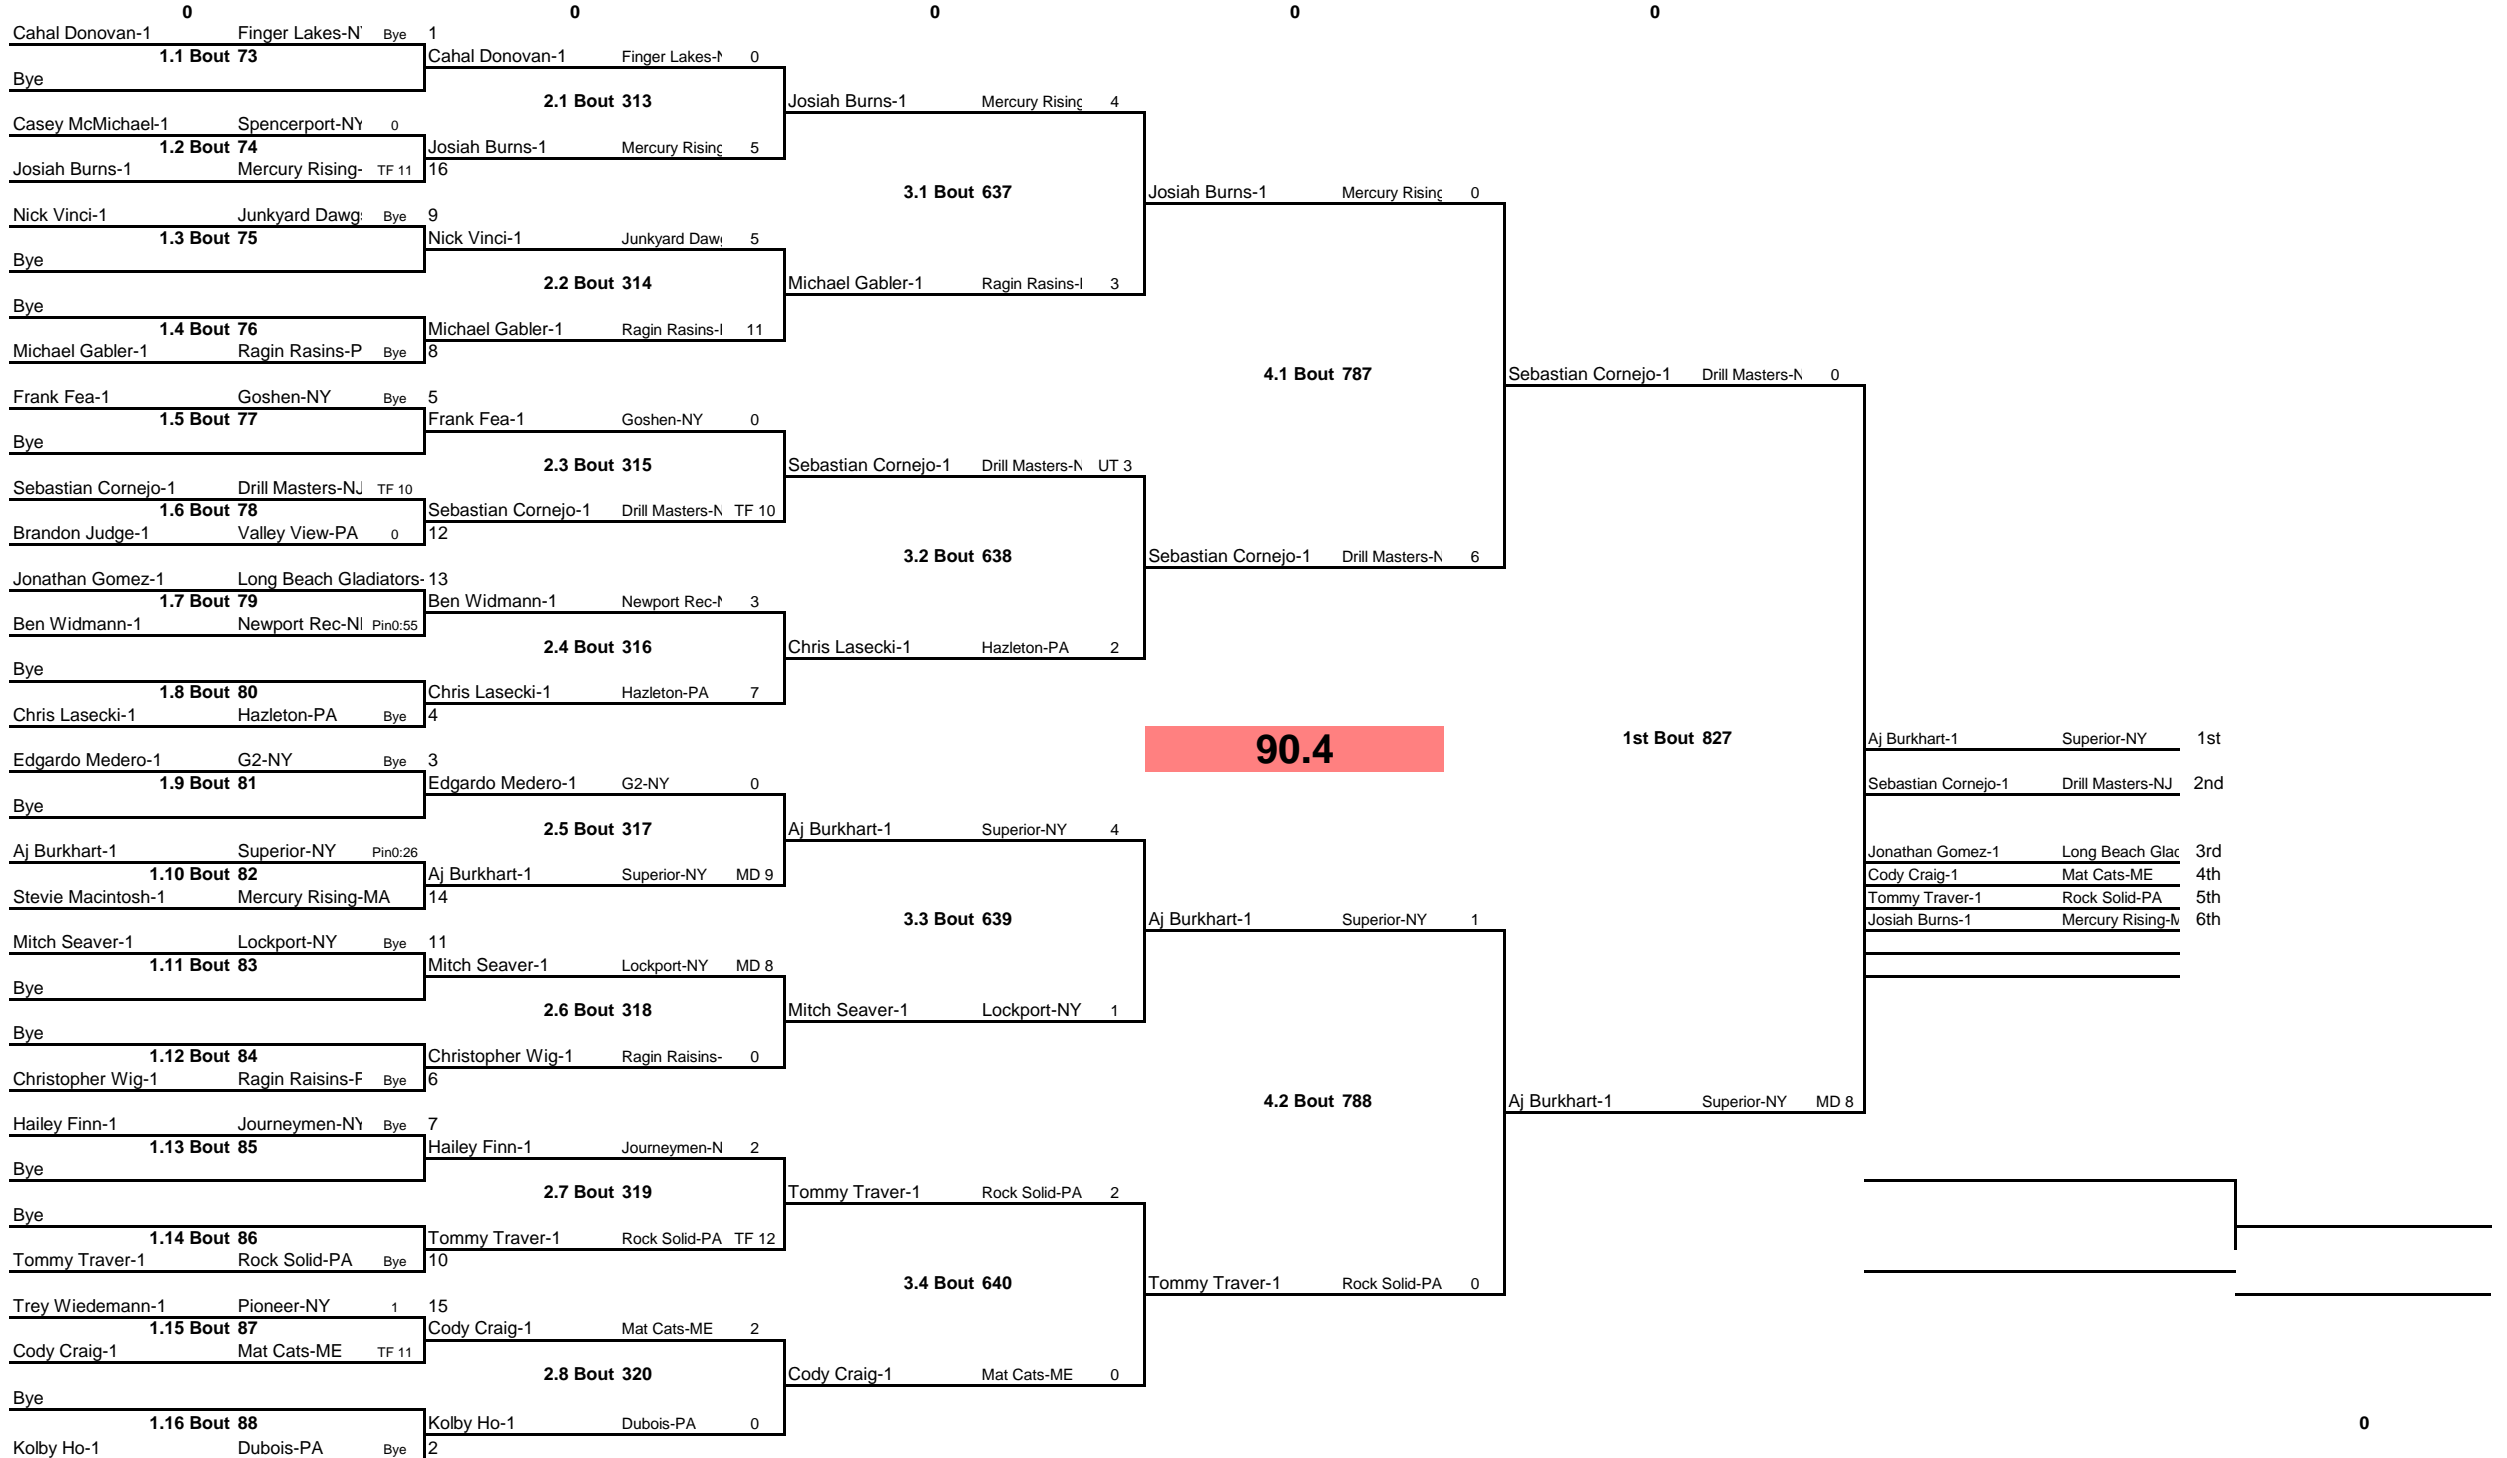 0 0 0 0 0
Cahal Donovan-1 Finger Lakes-N Bye 1
1.1 Bout 73 Cahal Donovan-1 Finger Lakes-N 0
Bye
2.1 Bout 313 Josiah Burns-1 Mercury Rising 4
Casey McMichael-1 Spencerport-NY 0
1.2 Bout 74 Josiah Burns-1 Mercury Rising 5
Josiah Burns-1 Mercury Rising- TF 11 16
3.1 Bout 637 Josiah Burns-1 Mercury Rising 0
Nick Vinci-1 Junkyard Dawg Bye 9
1.3 Bout 75 Nick Vinci-1 Junkyard Daw 5
Bye
2.2 Bout 314 Michael Gabler-1 Ragin Rasins- 3
Bye
1.4 Bout 76 Michael Gabler-1 Ragin Rasins- 11
Michael Gabler-1 Ragin Rasins-P Bye 8
4.1 Bout 787 Sebastian Cornejo-1 Drill Masters-N 0
Frank Fea-1 Goshen-NY Bye 5
1.5 Bout 77 Frank Fea-1 Goshen-NY 0
Bye
2.3 Bout 315 Sebastian Cornejo-1 Drill Masters-N UT 3
Sebastian Cornejo-1 Drill Masters-NJ TF 10
1.6 Bout 78 Sebastian Cornejo-1 Drill Masters-N TF 10
Brandon Judge-1 Valley View-PA 0 12
3.2 Bout 638 Sebastian Cornejo-1 Drill Masters-N 6
Jonathan Gomez-1 Long Beach Gladiators- 13
1.7 Bout 79 Ben Widmann-1 Newport Rec-N 3
Ben Widmann-1 Newport Rec-N Pin0:55
2.4 Bout 316 Chris Lasecki-1 Hazleton-PA 2
Bye
1.8 Bout 80 Chris Lasecki-1 Hazleton-PA 7
Chris Lasecki-1 Hazleton-PA Bye 4
90.4 1st Bout 827 Aj Burkhart-1 Superior-NY 1st
Edgardo Medero-1 G2-NY Bye 3
1.9 Bout 81 Edgardo Medero-1 G2-NY 0 Sebastian Cornejo-1 Drill Masters-NJ 2nd
Bye
2.5 Bout 317 Aj Burkhart-1 Superior-NY 4
Aj Burkhart-1 Superior-NY Pin0:26 Jonathan Gomez-1 Long Beach Glad 3rd
1.10 Bout 82 Aj Burkhart-1 Superior-NY MD 9 Cody Craig-1 Mat Cats-ME 4th
Stevie Macintosh-1 Mercury Rising-MA 14 Tommy Traver-1 Rock Solid-PA 5th
3.3 Bout 639 Aj Burkhart-1 Superior-NY 1 Josiah Burns-1 Mercury Rising-M 6th
Mitch Seaver-1 Lockport-NY Bye 11
1.11 Bout 83 Mitch Seaver-1 Lockport-NY MD 8
Bye
2.6 Bout 318 Mitch Seaver-1 Lockport-NY 1
Bye
1.12 Bout 84 Christopher Wig-1 Ragin Raisins- 0
Christopher Wig-1 Ragin Raisins-P Bye 6
4.2 Bout 788 Aj Burkhart-1 Superior-NY MD 8
Hailey Finn-1 Journeymen-NY Bye 7
1.13 Bout 85 Hailey Finn-1 Journeymen-N 2
Bye
2.7 Bout 319 Tommy Traver-1 Rock Solid-PA 2
Bye
1.14 Bout 86 Tommy Traver-1 Rock Solid-PA TF 12
Tommy Traver-1 Rock Solid-PA Bye 10
3.4 Bout 640 Tommy Traver-1 Rock Solid-PA 0
Trey Wiedemann-1 Pioneer-NY 1 15
1.15 Bout 87 Cody Craig-1 Mat Cats-ME 2
Cody Craig-1 Mat Cats-ME TF 11
2.8 Bout 320 Cody Craig-1 Mat Cats-ME 0
Bye
1.16 Bout 88 Kolby Ho-1 Dubois-PA 0 0
Kolby Ho-1 Dubois-PA Bye 2